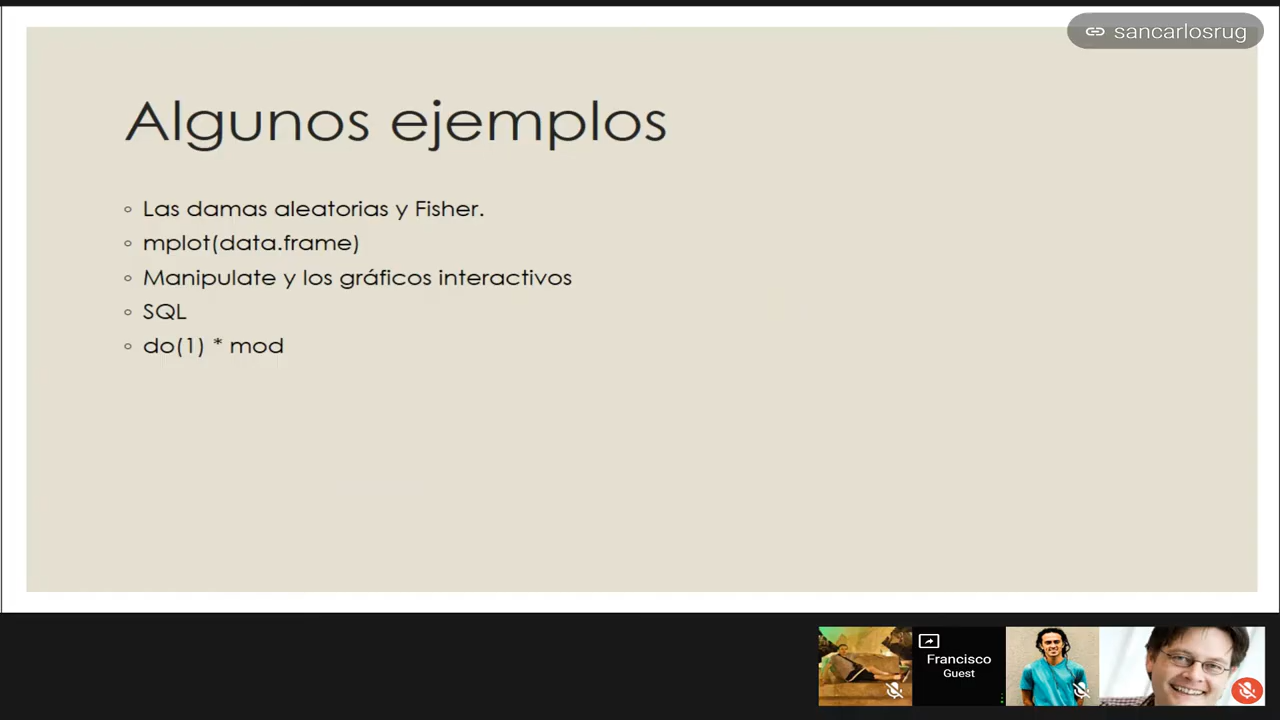 sancarlosrug
Algunos ejemplos
Las damas aleatorias y Fisher.
mplot(data.frame)
Manipulate y los gráficos interactivos
SQL
do(1) * mod
Francisco
Guest